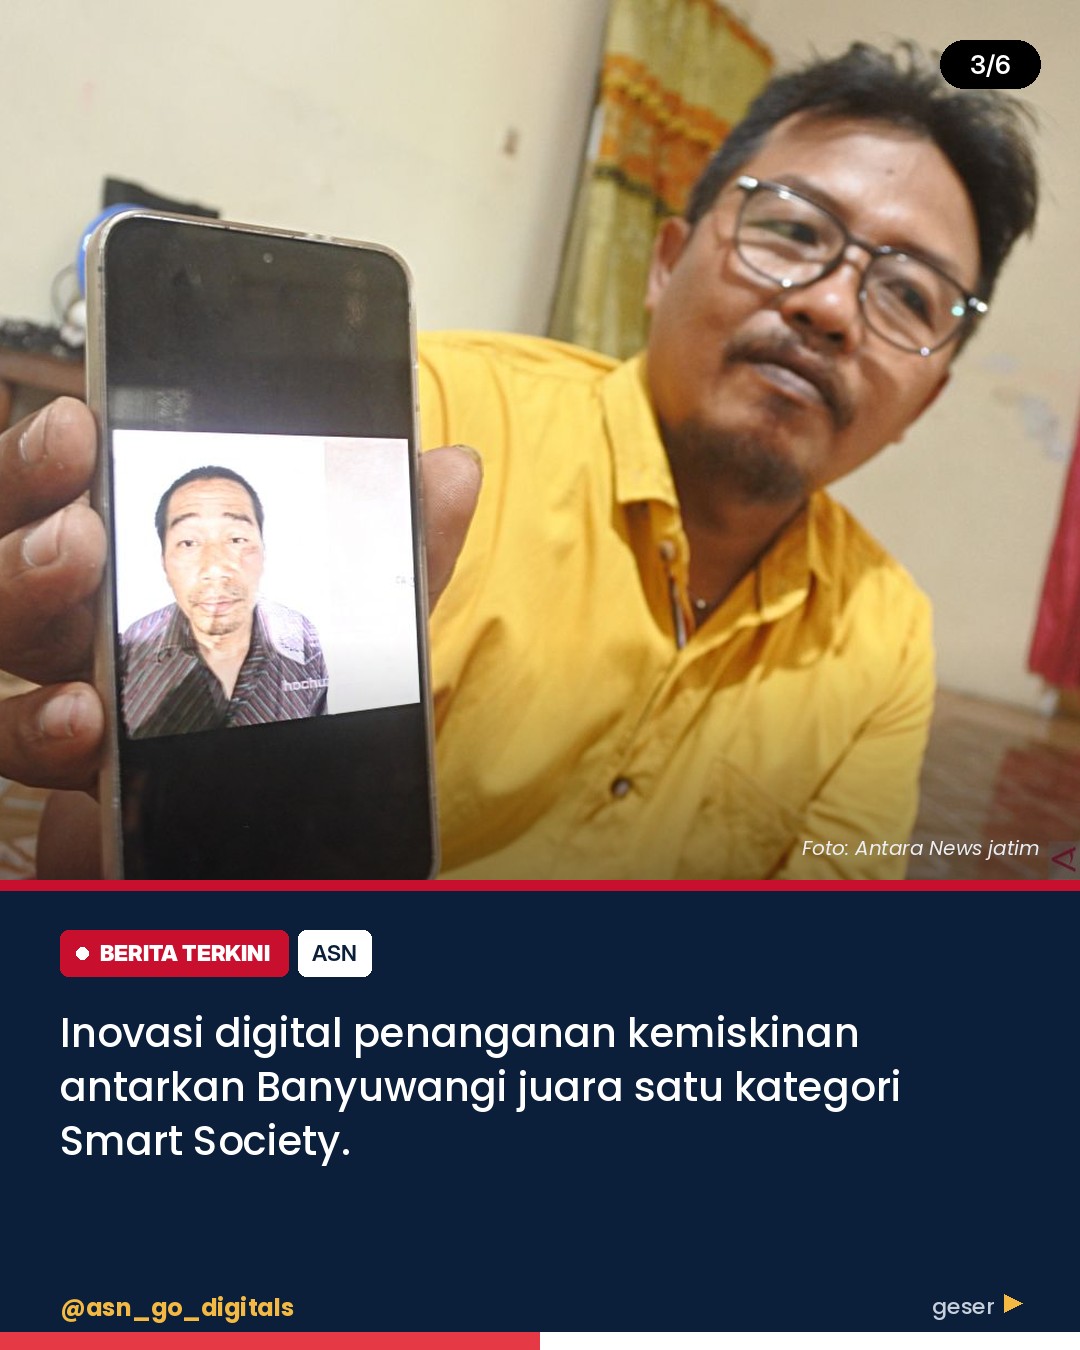 3/6
hochu
Foto: Antara News jatim
A
BERITA TERKINI
ASN
Inovasi digital penanganan kemiskinan
antarkan Banyuwangi juara satu kategori
Smart Society.
@asn_go_digitals
geser